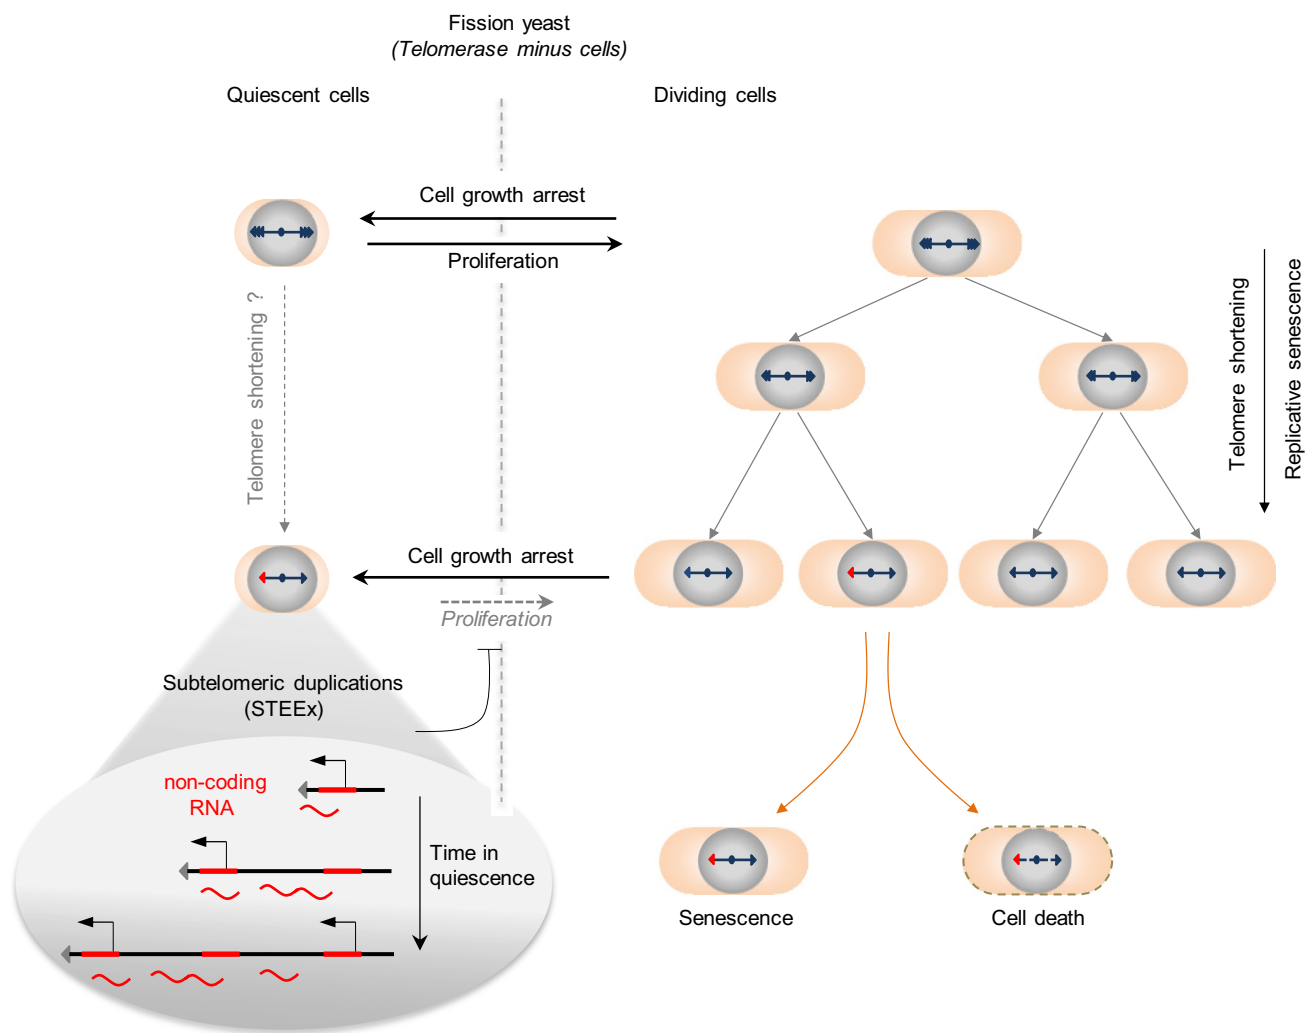 Fission yeast
(Telomerase minus cells)
Quiescent cells
Dividing cells
Cell growth arrest
Proliferation
Telomere shortening ?
Telomere shortening
Replicative senescence
Cell growth arrest
Proliferation
Subtelomeric duplications
(STEEx)
non-coding
RNA
Time in
quiescence
Senescence
Cell death